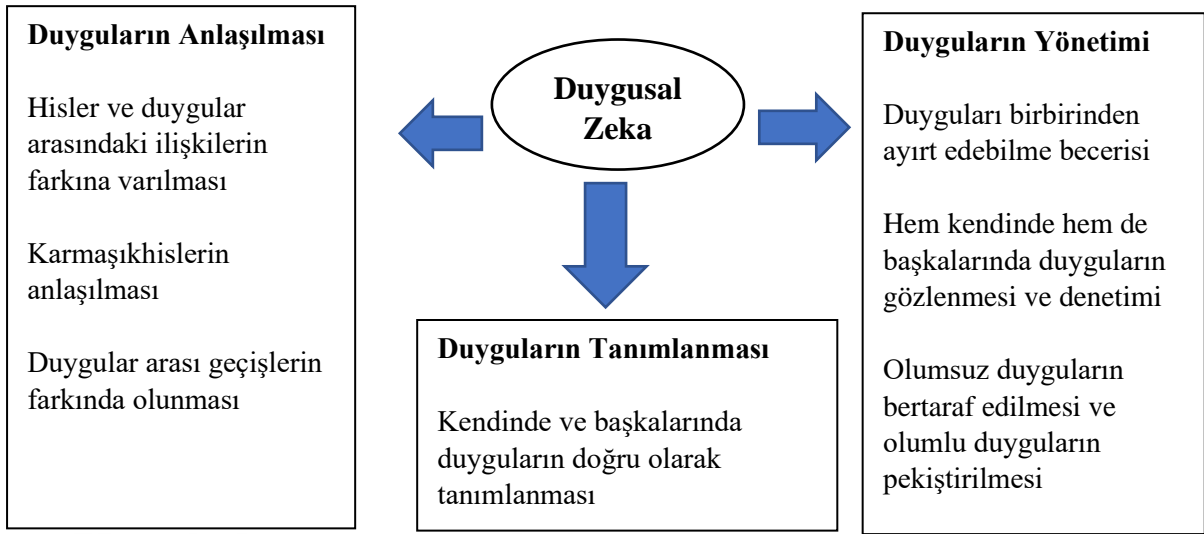 Duyguların Anlaşılması
Hisler ve duygular
arasındaki ilişkilerin
farkına varılması
Karmaşıkhislerin
anlaşılması
Duygular arası geçişlerin
farkında olunması
Duygusal
Zeka
Duyguların Tanımlanması
Kendinde ve başkalarında
duyguların doğru olarak
tanımlanması
Duyguların Yönetimi
Duyguları birbirinden
ayırt edebilme becerisi
Hem kendinde hem de
başkalarında duyguların
gözlenmesi ve denetimi
Olumsuz duyguların
bertaraf edilmesi ve
olumlu duyguların
pekiştirilmesi